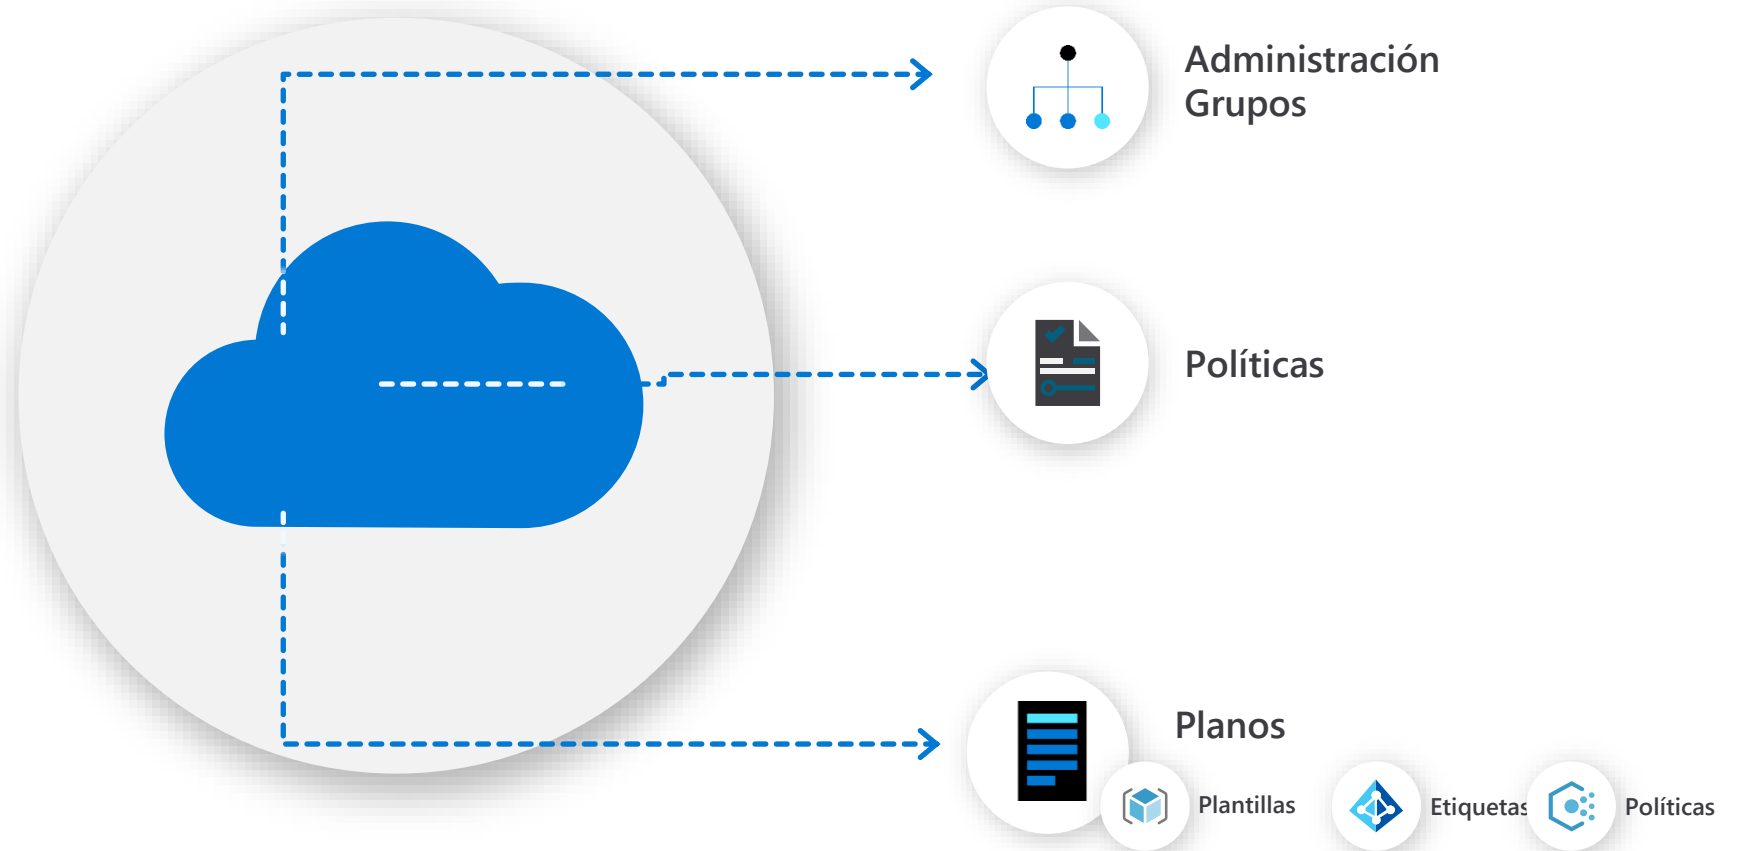 Administración
Grupos
Políticas
Planos
Plantillas
Etiquetas
Políticas